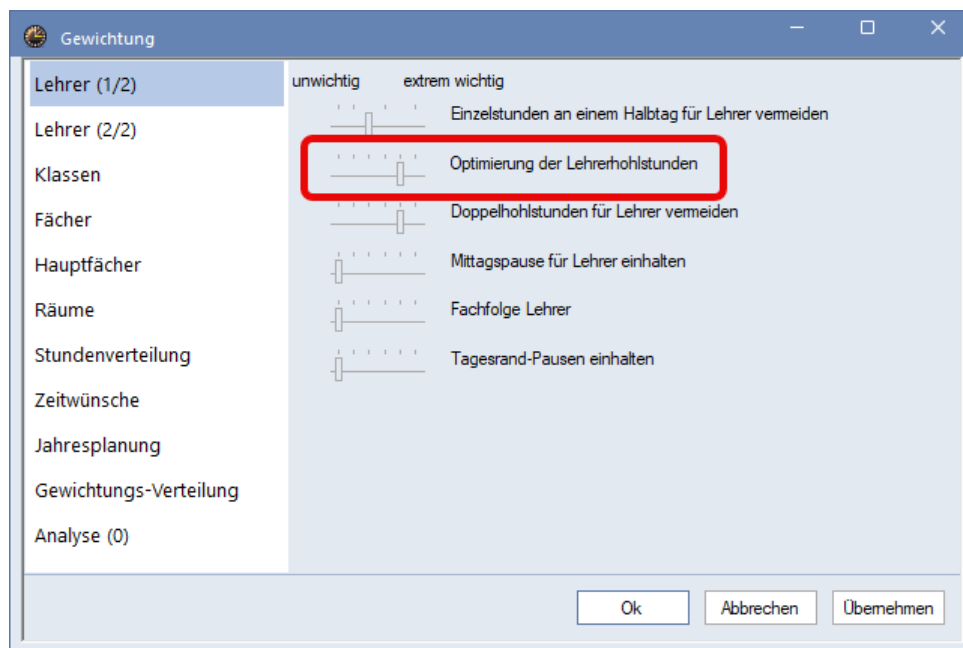 Gewichtung
Lehrer (1/2)
Lehrer (2/2)
Klassen
Fächer
Hauptfächer
Räume
Stundenverteilung
Zeitwünsche
Jahresplanung
Gewichtungs-Verteilung
Analyse (0)
unwichtig extrem wichtig
Einzelstunden an einem Halbtag für Lehrer vermeiden
Optimierung der Lehrerhohlstunden
Doppelhohlstunden für Lehrer vermeiden
Mittagspause für Lehrer einhalten
Fachfolge Lehrer
Tagesrand-Pausen einhalten
Ok Abbrechen Übernehmen